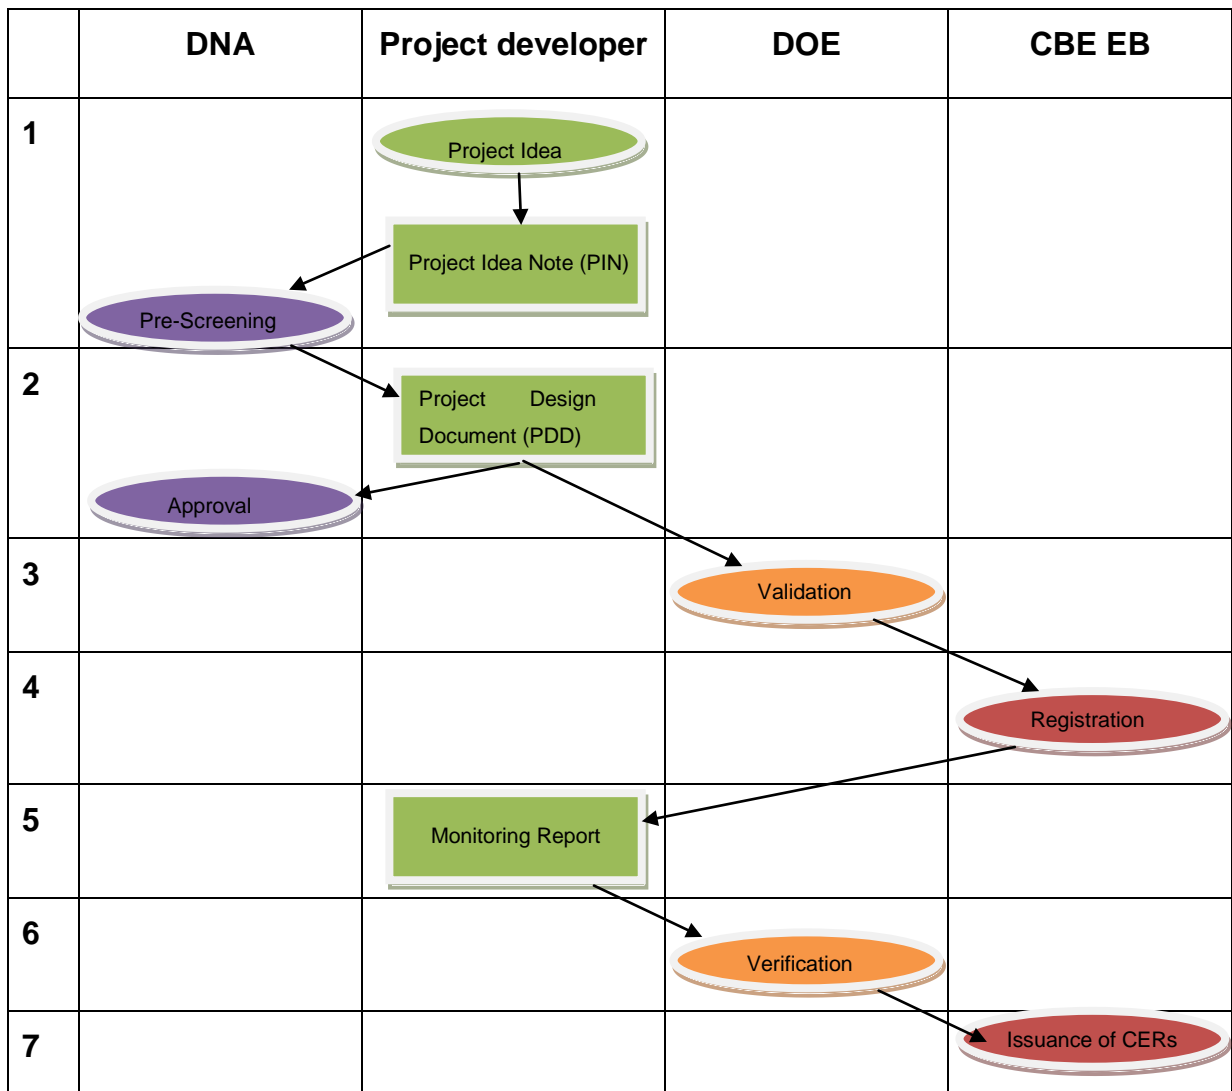 DNA
Project developer
DOE
CBE EB
1
Project Idea
Project Idea Note (PIN)
Pre-Screening
2
Project Design
Document (PDD)
Approval
3
Validation
4
Registration
5
Monitoring Report
6
Verification
7
Issuance of CERs